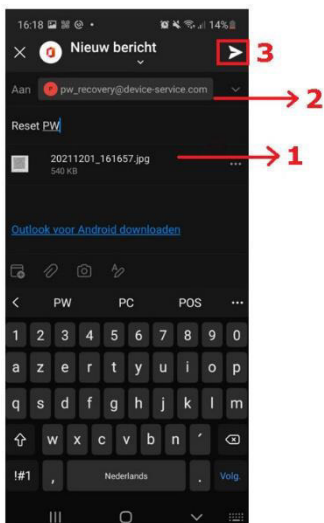 16:18 14%
Nieuw bericht 3
Aan pw_recovery@device-service.com
2
Reset PW
20211201_161657.jpg 1
540 KB
Outlook voor Android downloaden
PW PC POS
1 2 3 4 5 6 7 8 9 0
a z e r t y u i o p
q s d f g h j k l m
w x c v b n ´
!#1 , Nederlands . Volg.